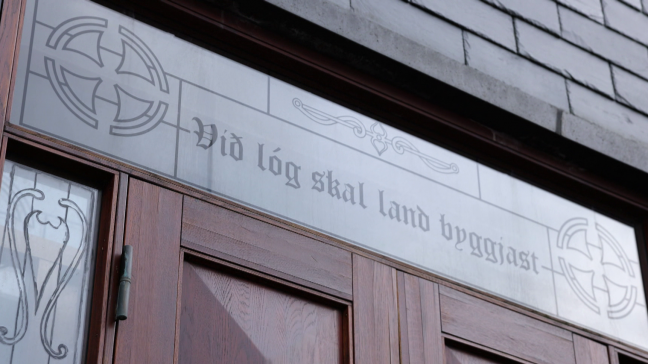 Við lóg skal land byggjast